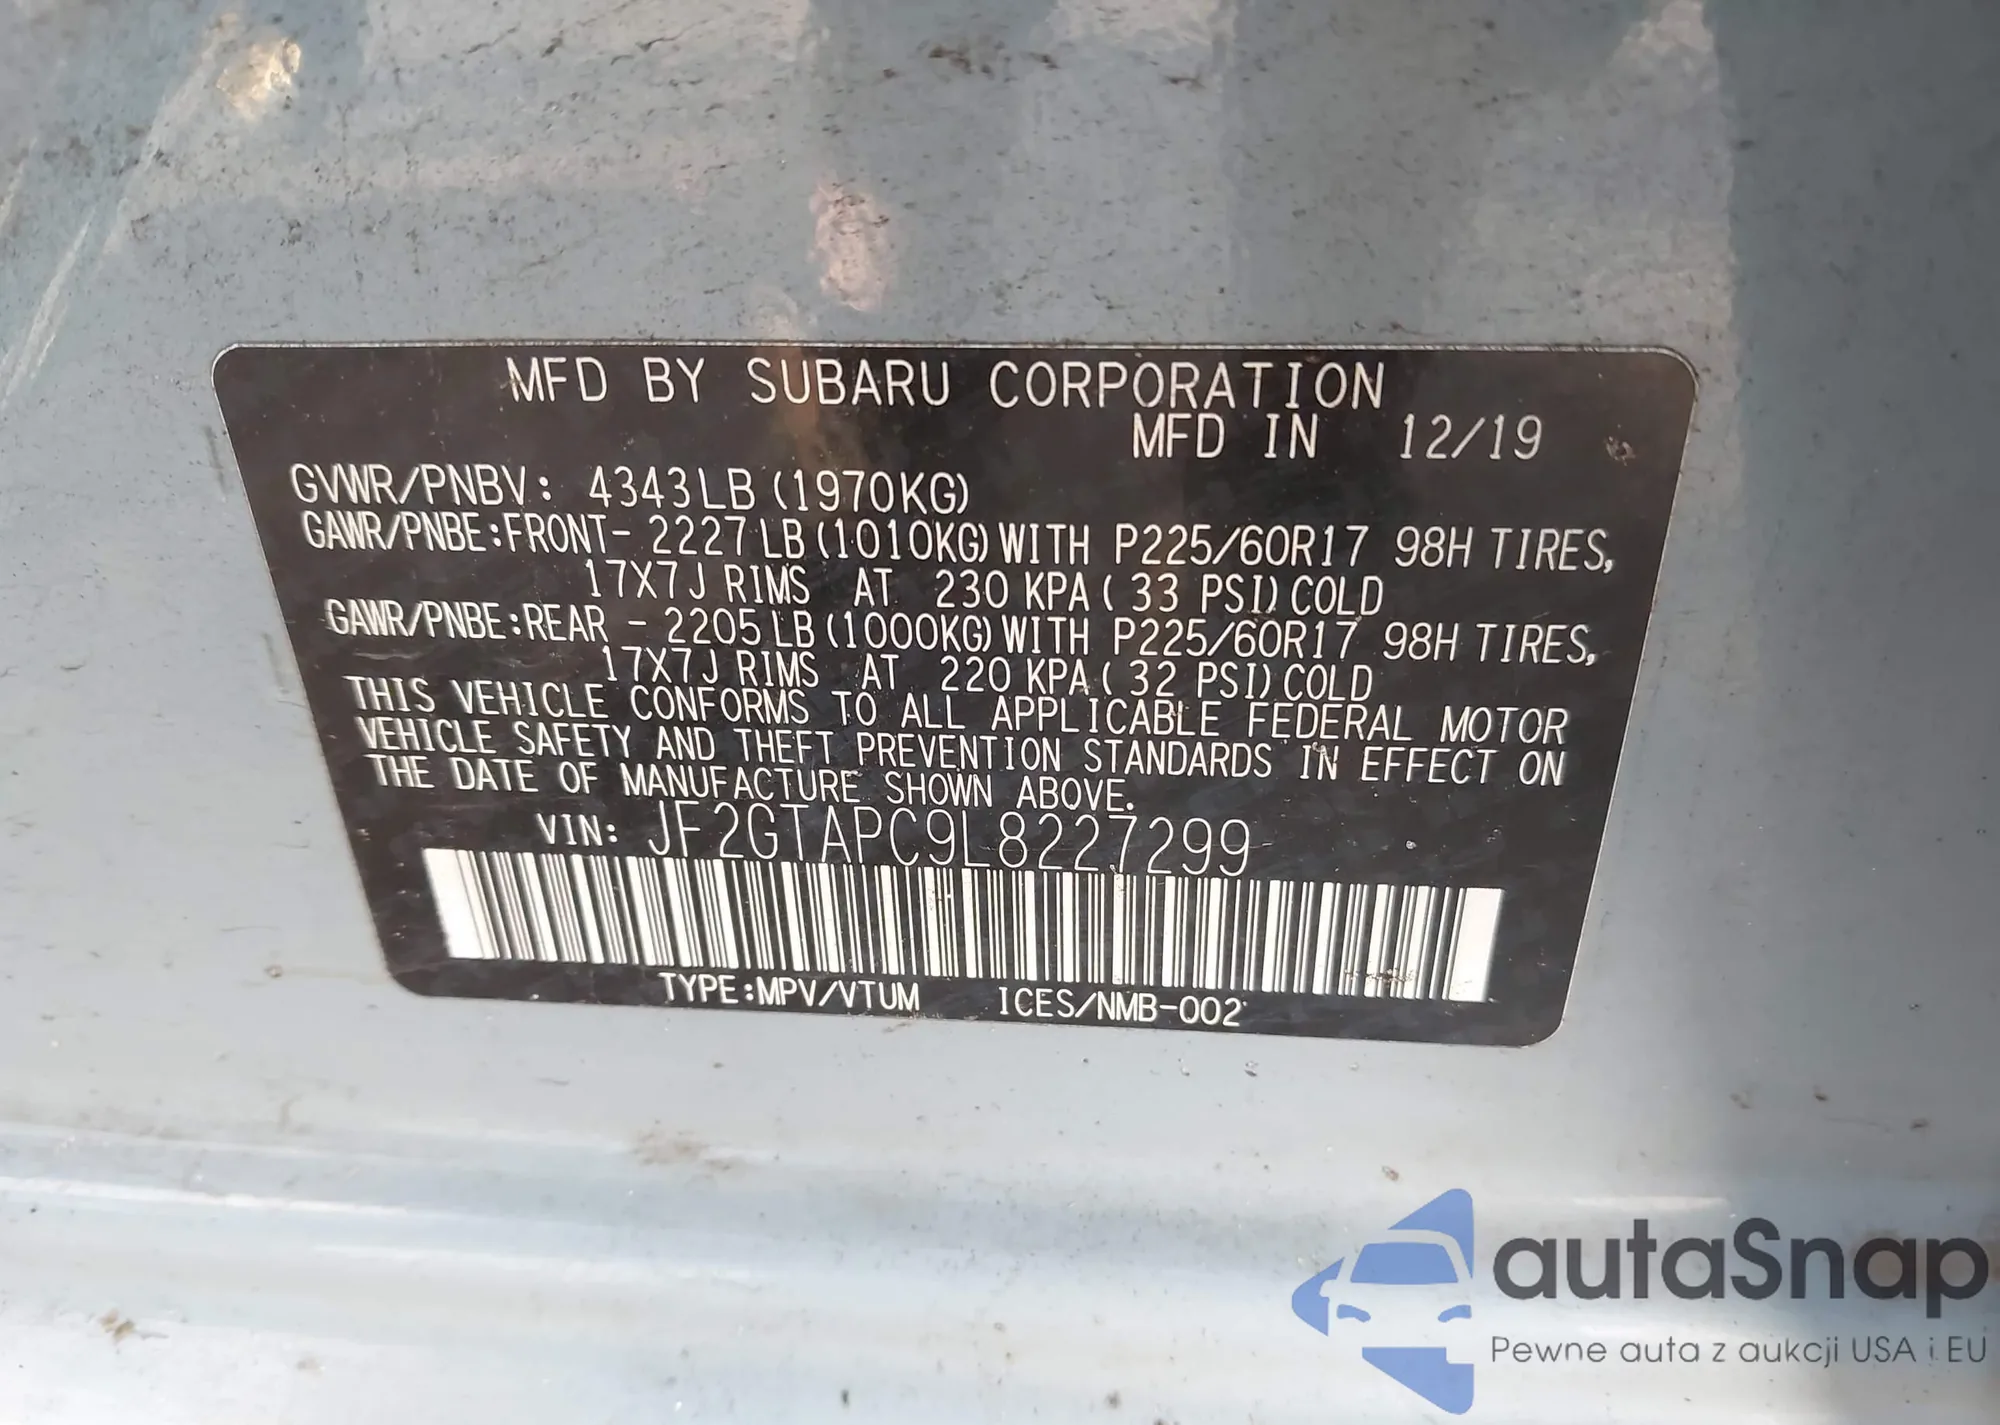 MFD BY SUBARU CORPORATION
MFD IN 12/19
GVWR/PNBV: 4343LB(1970KG)
GAWR/PNBE:FRONT- 2227LB(1010KG)WITH P225/60R17 98H TIRES,
17X7J RIMS AT 230 KPA( 33 PSI)COLD
GAWR/PNBE:REAR - 2205LB(1000KG)WITH P225/60R17 98H TIRES,
17X7J RIMS AT 220 KPA( 32 PSI)COLD
THIS VEHICLE CONFORMS TO ALL APPLICABLE FEDERAL MOTOR
VEHICLE SAFETY AND THEFT PREVENTION STANDARDS IN EFFECT ON
THE DATE OF MANUFACTURE SHOWN ABOVE.
VIN: JF2GTAPC9L8227299
TYPE:MPV/VTUM ICES/NMB-002
autaSnap
Pewne auta z aukcji USA i EU